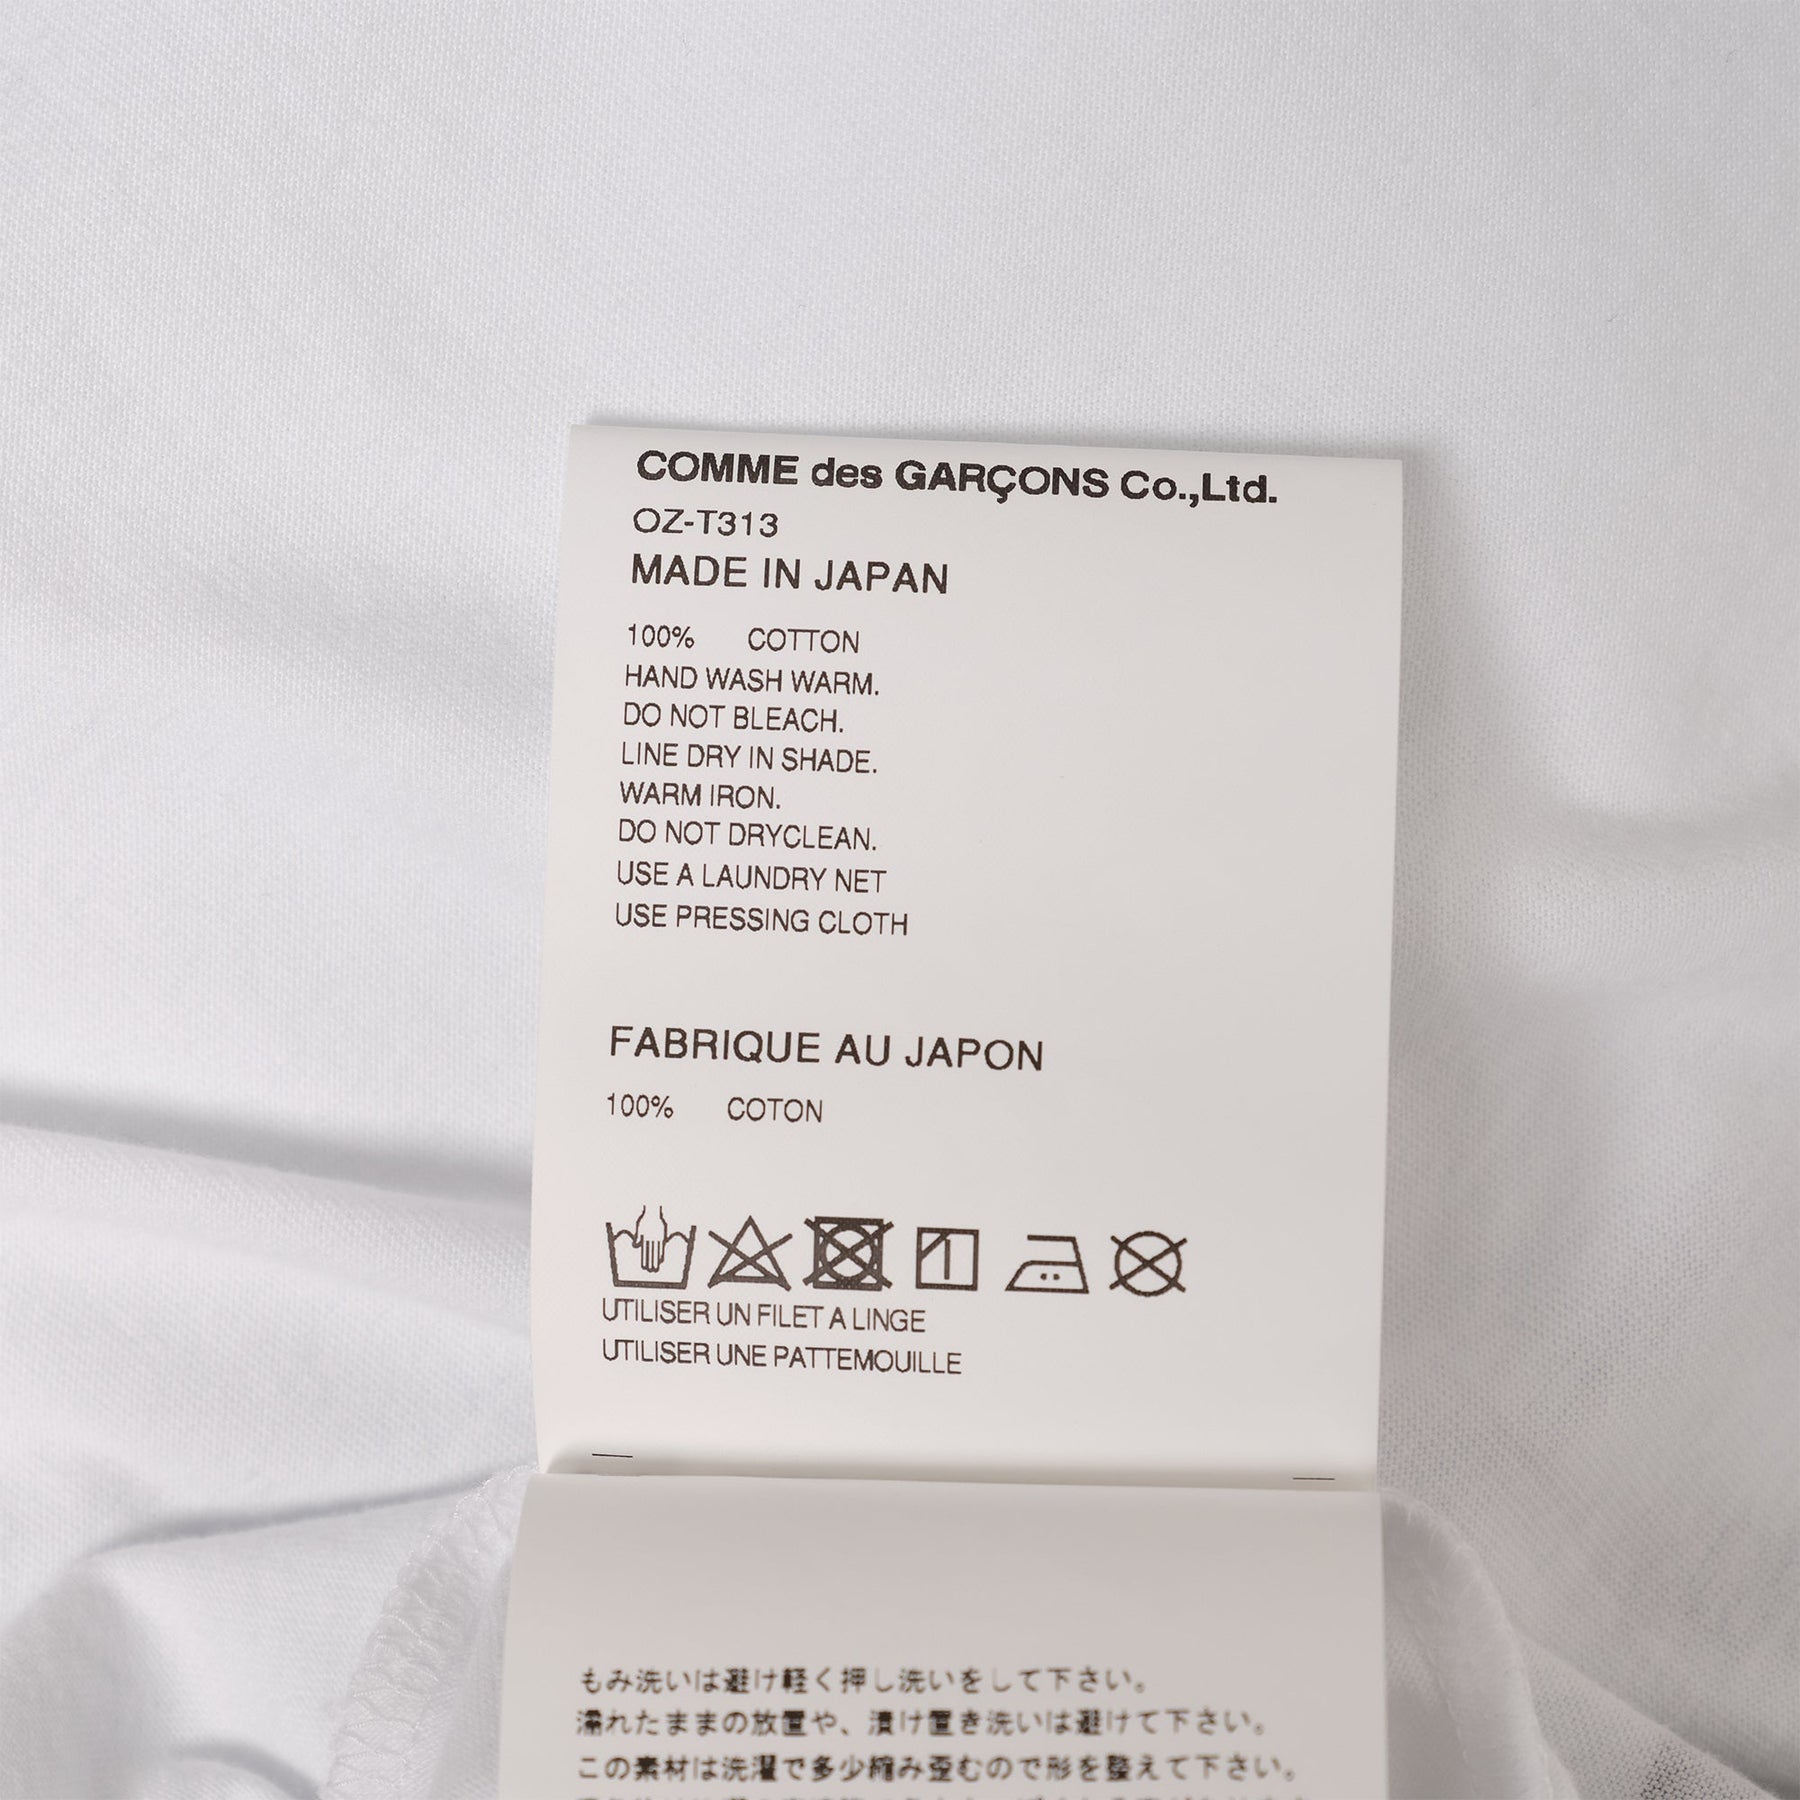 COMME des GARÇONS Co.,Ltd.
OZ-T313
MADE IN JAPAN
100% COTTON
HAND WASH WARM.
DO NOT BLEACH.
LINE DRY IN SHADE.
WARM IRON.
DO NOT DRYCLEAN.
USE A LAUNDRY NET
USE PRESSING CLOTH
FABRIQUE AU JAPON
100% COTON
UTILISER UN FILET A LINGE
UTILISER UNE PATTEMOUILLE
もみ洗いは避け軽く押し洗いをして下さい。
濡れたままの放置や、漬け置き洗いは避けて下さい。
この素材は洗濯で多少縮み歪むので形を整えて下さい。